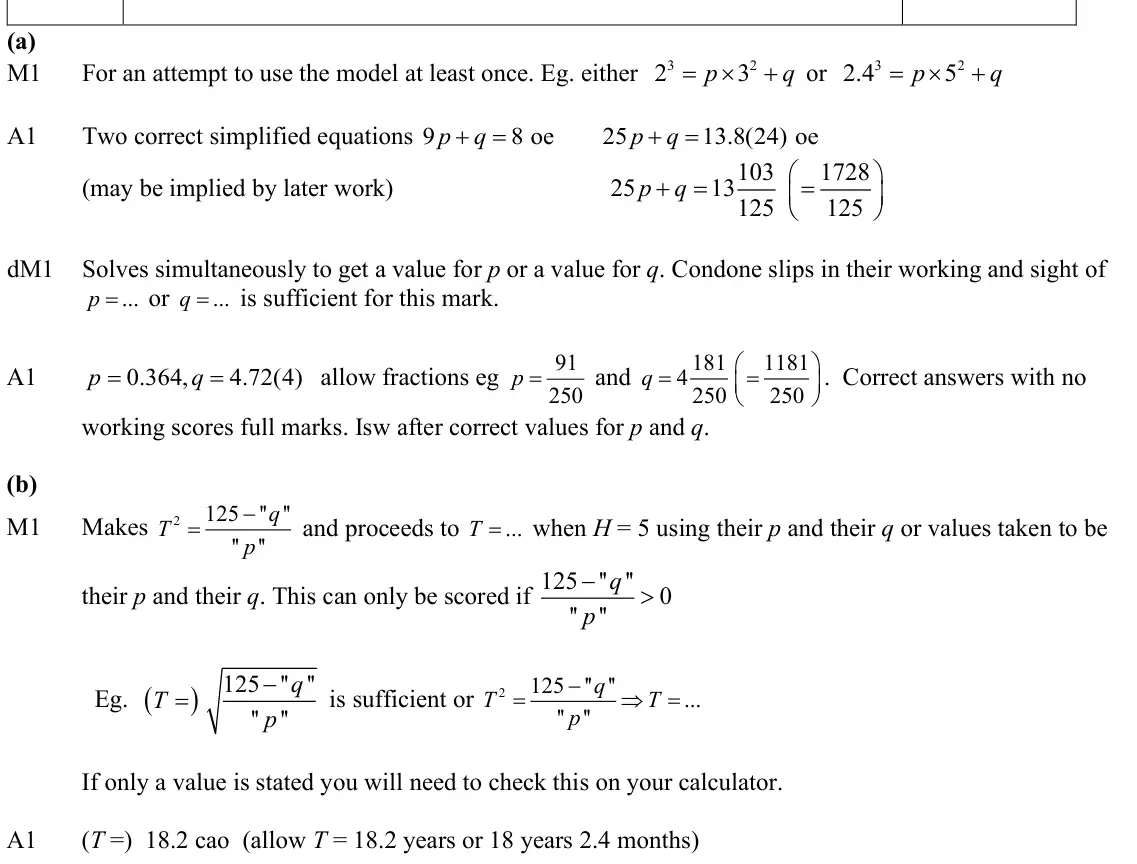 (a)
M1 For an attempt to use the model at least once. Eg. either 2³ = p × 3² + q or 2.4³ = p × 5² + q
A1 Two correct simplified equations 9p + q = 8 oe 25p + q = 13.8(24) oe
(may be implied by later work) 25p + q = 13 103/125 (= 1728/125)
dM1 Solves simultaneously to get a value for p or a value for q. Condone slips in their working and sight of
p = ... or q = ... is sufficient for this mark.
A1 p = 0.364, q = 4.72(4) allow fractions eg p = 91/250 and q = 4 181/250 (= 1181/250). Correct answers with no
working scores full marks. Isw after correct values for p and q.
(b)
M1 Makes T² = (125 − "q")/"p" and proceeds to T = ... when H = 5 using their p and their q or values taken to be
their p and their q. This can only be scored if (125 − "q")/"p" > 0
Eg. (T =) √((125 − "q")/"p") is sufficient or T² = (125 − "q")/"p" ⇒ T = ...
If only a value is stated you will need to check this on your calculator.
A1 (T =) 18.2 cao (allow T = 18.2 years or 18 years 2.4 months)